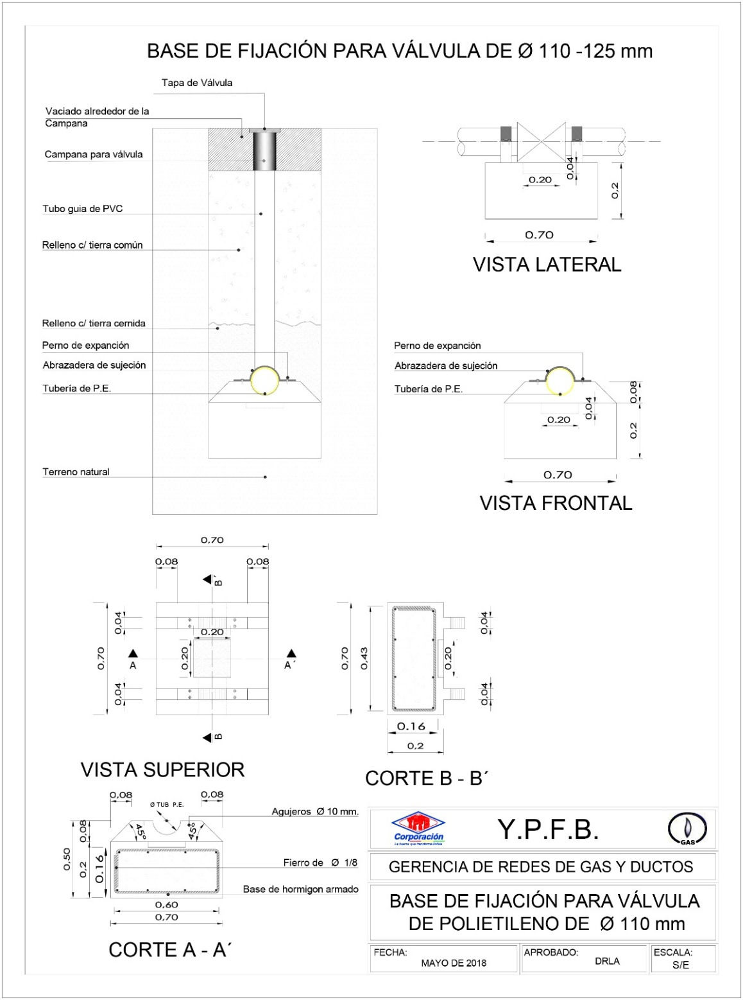 BASE DE FIJACIÓN PARA VÁLVULA DE Ø 110 -125 mm
Tapa de Válvula
Vaciado alrededor de la
Campana
Campana para válvula
Tubo guia de PVC
Relleno c/ tierra común
Relleno c/ tierra cernida
Perno de expanción
Abrazadera de sujeción
Tubería de P.E.
Terreno natural
0.20
0,04
0,2
0.70
VISTA LATERAL
Perno de expanción
Abrazadera de sujeción
Tubería de P.E.
0.20
0,04
0,08
0,2
0.70
VISTA FRONTAL
0,70
0,08
0,08
B´
0,04
0.20
0,70
0.20
A
A´
0,04
B
VISTA SUPERIOR
0,70
0,43
0,04
0.20
0,04
0.16
0,2
CORTE B - B´
0,08
0,08
Ø TUB P.E.
Agujeros Ø 10 mm.
45°
45°
0,08
0,50
0,2
0.16
Fierro de Ø 1/8
Base de hormigon armado
0,60
0,70
CORTE A - A´
YPFB
Corporación
La fuerza que transforma Bolivia
Y.P.F.B.
GAS
GERENCIA DE REDES DE GAS Y DUCTOS
BASE DE FIJACIÓN PARA VÁLVULA
DE POLIETILENO DE Ø 110 mm
FECHA:
MAYO DE 2018
APROBADO:
DRLA
ESCALA:
S/E